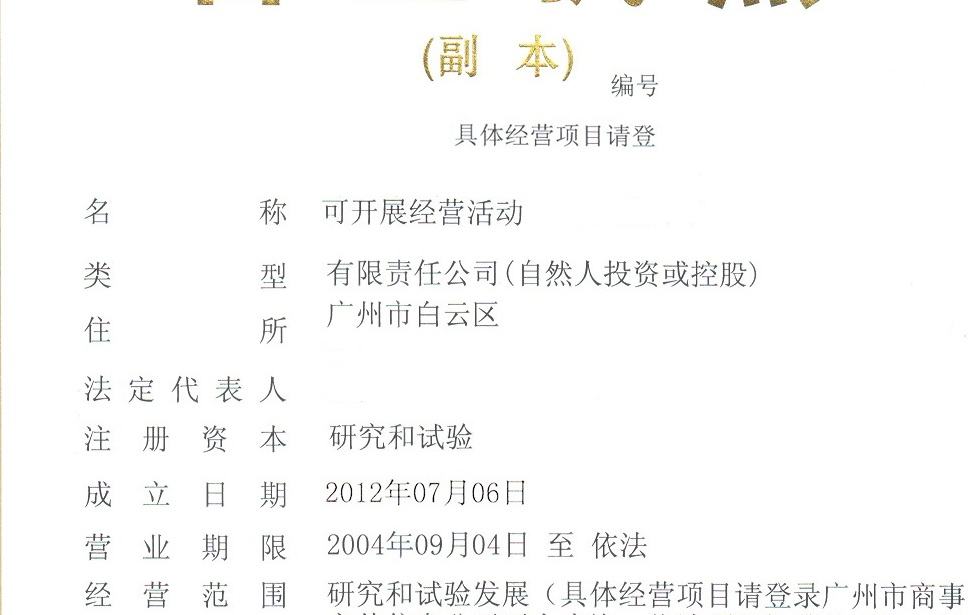 (副 本)
编号
具体经营项目请登
名 称 可开展经营活动
类 型 有限责任公司(自然人投资或控股)
住 所 广州市白云区
法定代表人
注 册 资 本 研究和试验
成 立 日 期 2012年07月06日
营 业 期 限 2004年09月04日 至 依法
经 营 范 围 研究和试验发展（具体经营项目请登录广州市商事